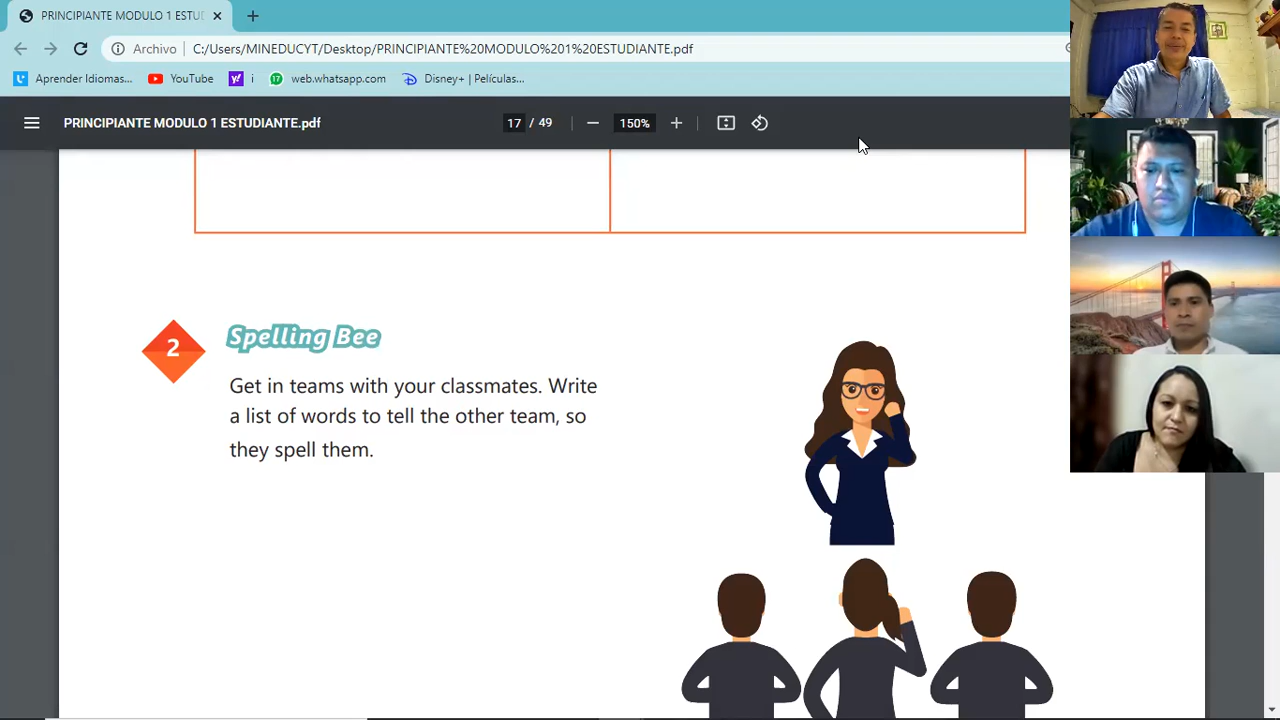 PRINCIPIANTE MODULO 1 ESTU
Archivo C:/Users/MINEDUCYT/Desktop/PRINCIPIANTE%20MODULO%201%20ESTUDIANTE.pdf
Aprender Idiomas... YouTube i web.whatsapp.com Disney+ | Películas...
PRINCIPIANTE MODULO 1 ESTUDIANTE.pdf 17 / 49 150%
2 Spelling Bee
Get in teams with your classmates. Write
a list of words to tell the other team, so
they spell them.